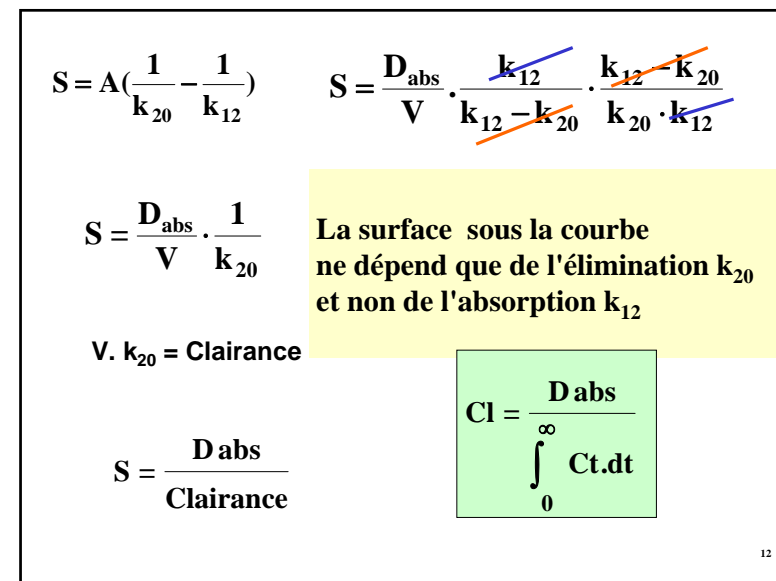 S = A(1/k₂₀ − 1/k₁₂)
S = D_abs/V . k₁₂/(k₁₂ − k₂₀) · (k₁₂ − k₂₀)/(k₂₀ · k₁₂)
S = D_abs/V · 1/k₂₀
La surface sous la courbe
ne dépend que de l'élimination k₂₀
et non de l'absorption k₁₂
V. k₂₀ = Clairance
S = D abs/Clairance
Cl = D abs/∫₀^∞ Ct.dt
12